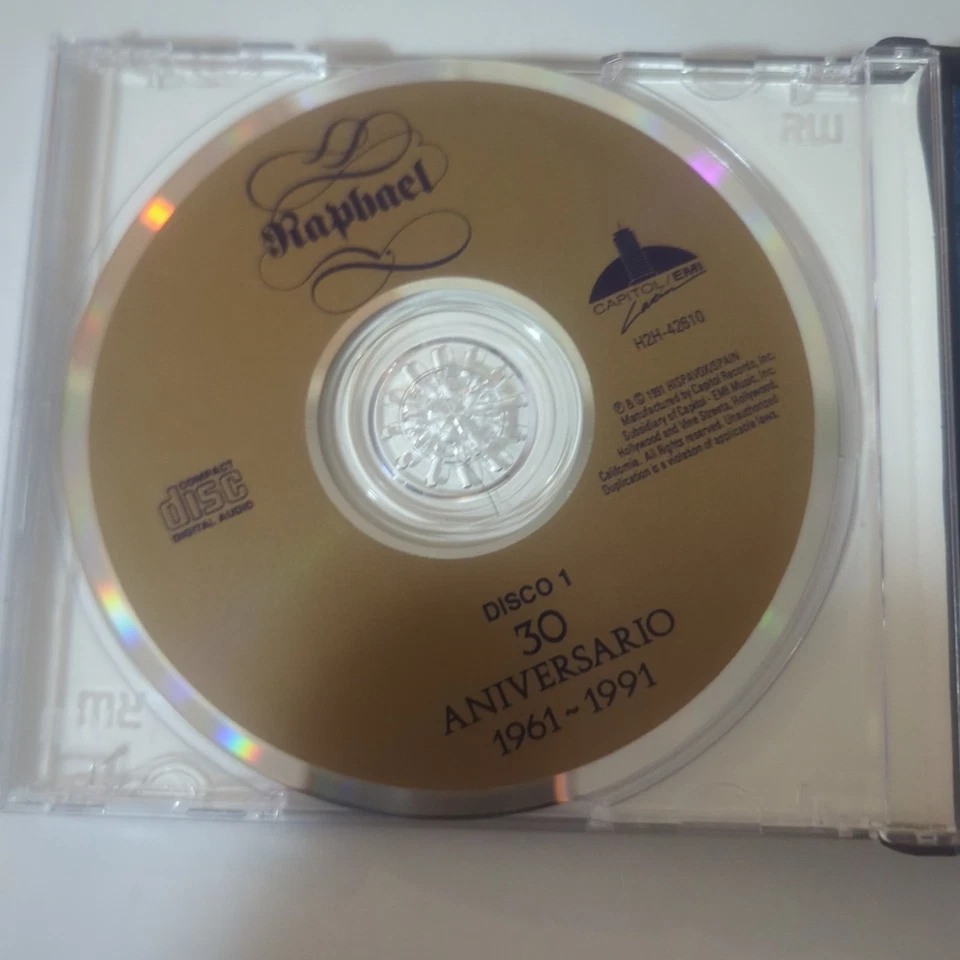 Raphael
CAPITOL/EMI
Latin
H2H-42610
℗ & © 1991 HISPAVOX/SPAIN
Manufactured by Capitol Records, Inc.
Subsidiary of Capitol - EMI Music, Inc.
Hollywood and Vine Streets, Hollywood,
California. All Rights reserved. Unauthorized
Duplication is a violation of applicable laws.
COMPACT
disc
DIGITAL AUDIO
DISCO 1
30
ANIVERSARIO
1961~1991